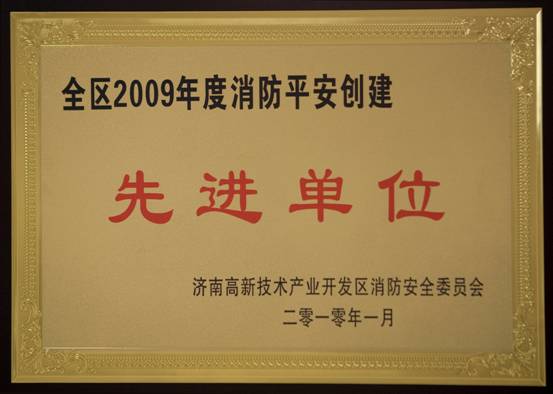 全区2009年度消防平安创建
先进单位
济南高新技术产业开发区消防安全委员会
二零一零年一月